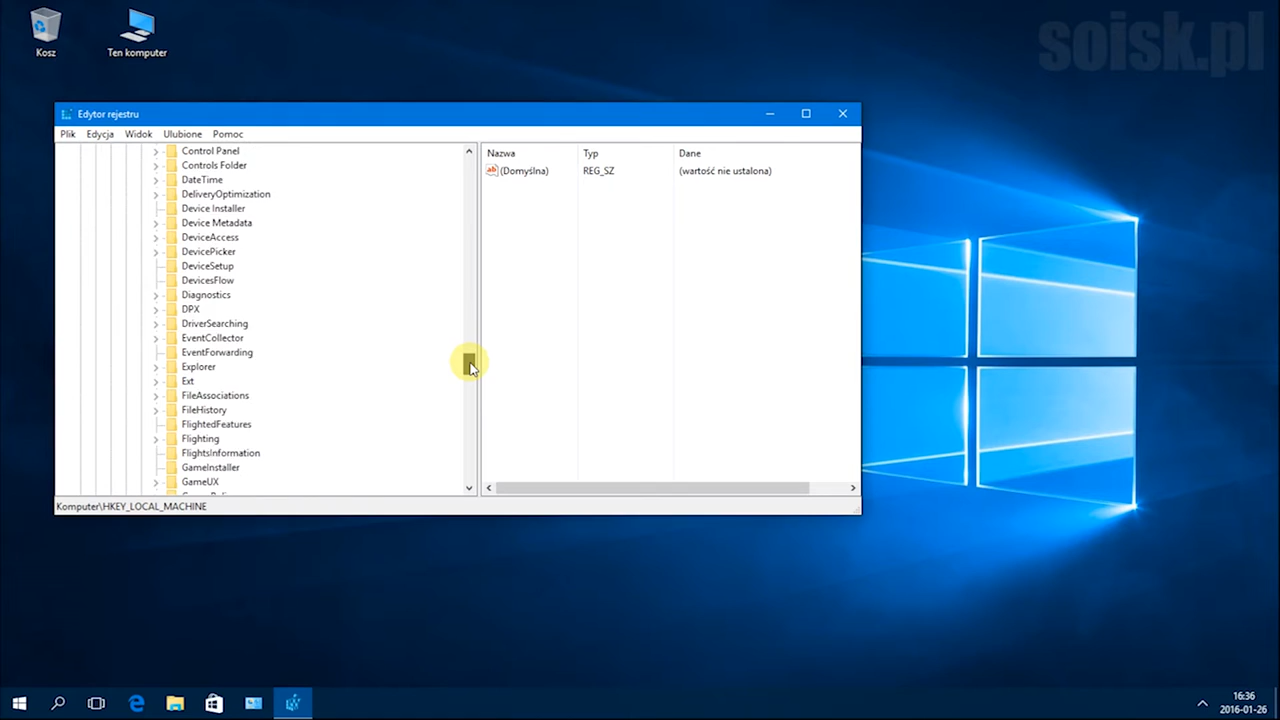 Kosz
Ten komputer
soisk.pl
Edytor rejestru
Plik Edycja Widok Ulubione Pomoc
Control Panel
Controls Folder
DateTime
DeliveryOptimization
Device Installer
Device Metadata
DeviceAccess
DevicePicker
DeviceSetup
DevicesFlow
Diagnostics
DPX
DriverSearching
EventCollector
EventForwarding
Explorer
Ext
FileAssociations
FileHistory
FlightedFeatures
Flighting
FlightsInformation
GameInstaller
GameUX
Nazwa Typ Dane
(Domyślna) REG_SZ (wartość nie ustalona)
Komputer\HKEY_LOCAL_MACHINE
16:36
2016-01-26